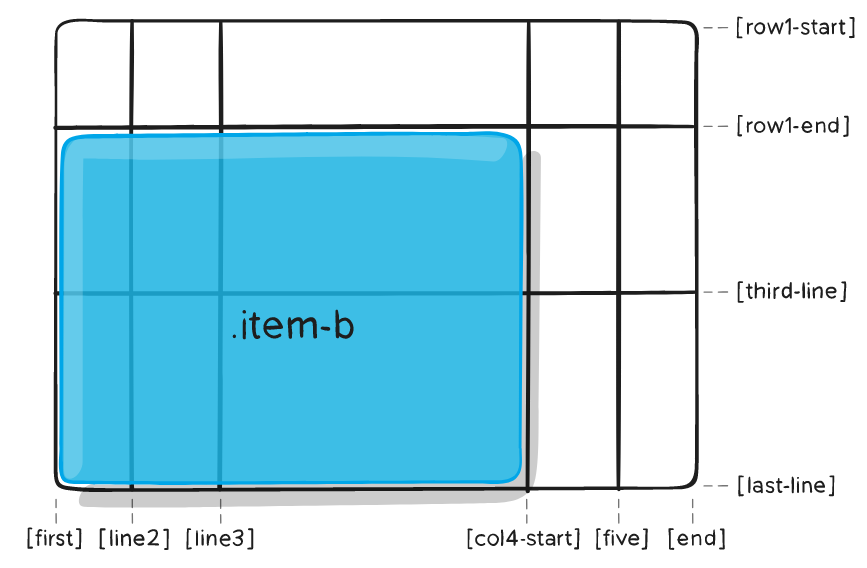 [row1-start]
[row1-end]
[third-line]
.item-b
[last-line]
[first] [line2] [line3] [col4-start] [five] [end]